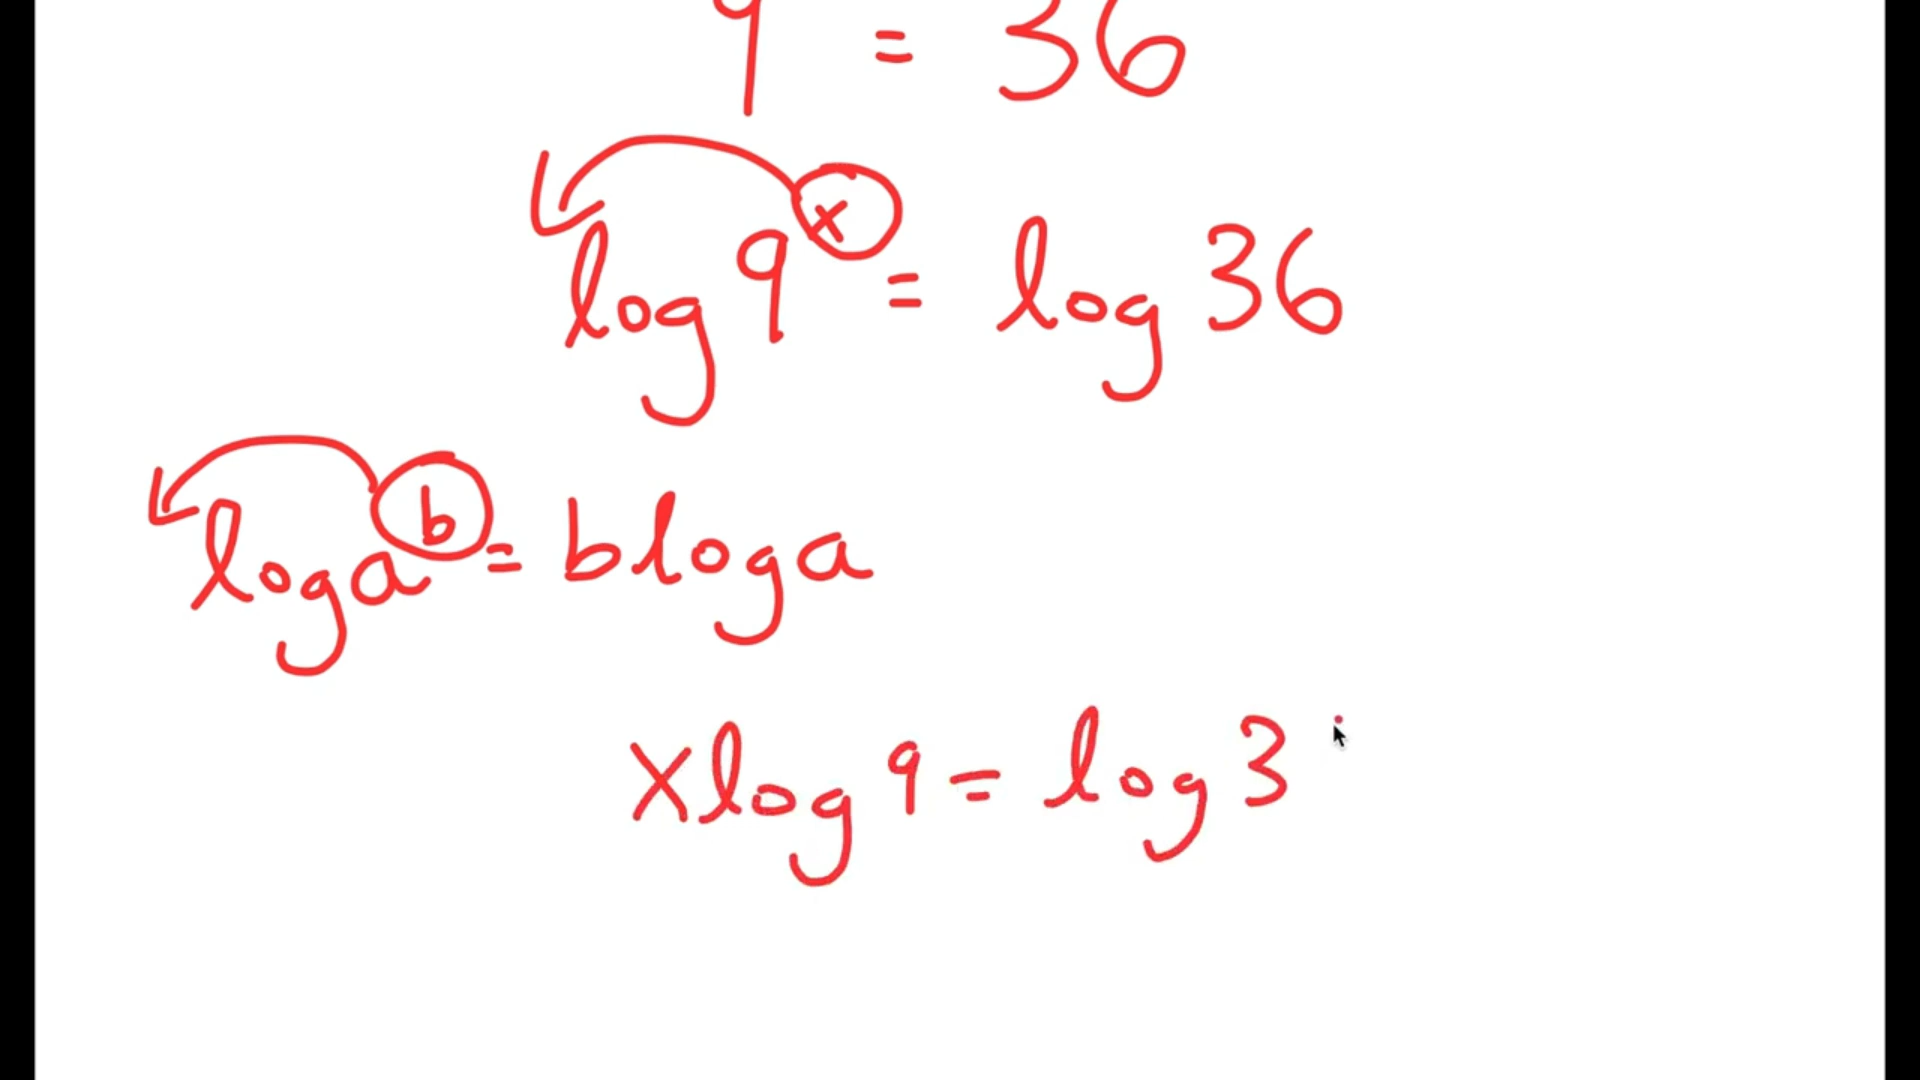 9 = 36
log 9^x = log 36
log a^b = b log a
x log 9 = log 3